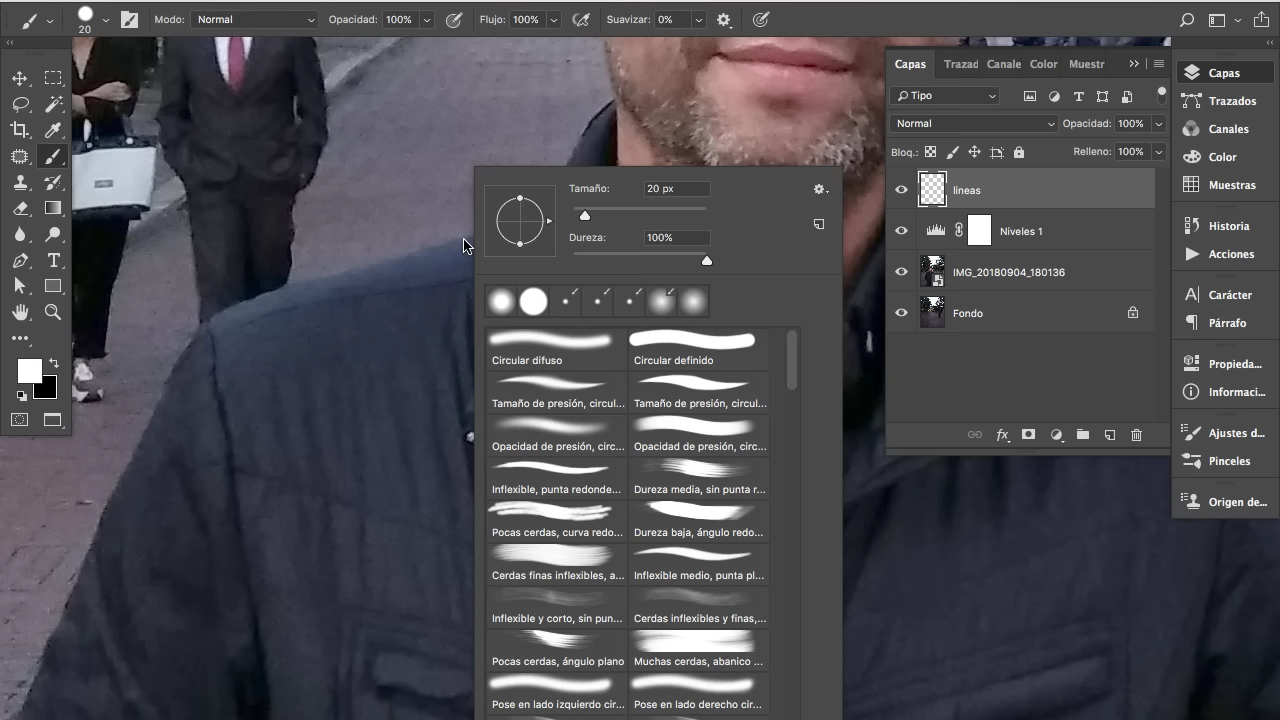 20
Modo: Normal
Opacidad: 100%
Flujo: 100%
Suavizar: 0%
Capas
Trazad
Canale
Color
Muestr
Tipo
Normal
Opacidad: 100%
Bloq.:
Relleno: 100%
lineas
Niveles 1
IMG_20180904_180136
Fondo
fx
Capas
Trazados
Canales
Color
Muestras
Historia
Acciones
Carácter
Párrafo
Propieda...
Informaci...
Ajustes d...
Pinceles
Origen de...
Tamaño: 20 px
Dureza: 100%
Circular difuso
Circular definido
Tamaño de presión, circul...
Tamaño de presión, circul...
Opacidad de presión, circ...
Opacidad de presión, circ...
Inflexible, punta redonde...
Dureza media, sin punta r...
Pocas cerdas, curva redo...
Dureza baja, ángulo redo...
Cerdas finas inflexibles, a...
Inflexible medio, punta pl...
Inflexible y corto, sin pun...
Cerdas inflexibles y finas,...
Pocas cerdas, ángulo plano
Muchas cerdas, abanico ...
Pose en lado izquierdo cir...
Pose en lado derecho cir...